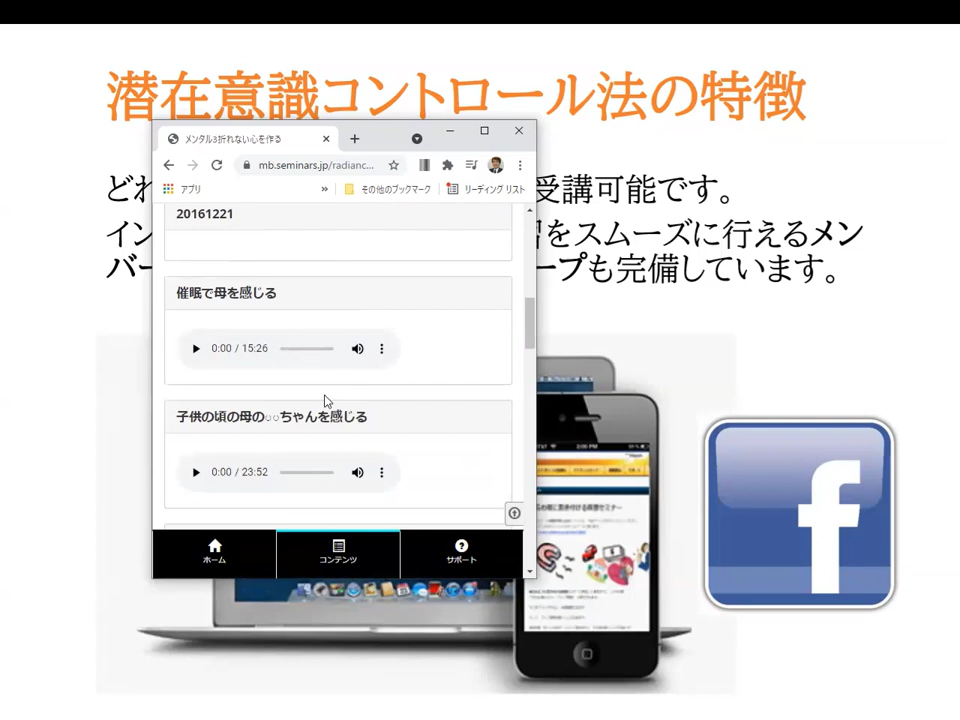 潜在意識コントロール法の特徴
メンタル3折れない心を作る
mb.seminars.jp/radianc...
アプリ
»
その他のブックマーク
リーディング リスト
どれ
受講可能です。
イン
習をスムーズに行えるメン
バー
ープも完備しています。
20161221
催眠で母を感じる
0:00 / 15:26
子供の頃の母の○○ちゃんを感じる
0:00 / 23:52
ホーム
コンテンツ
サポート
2:00 PM